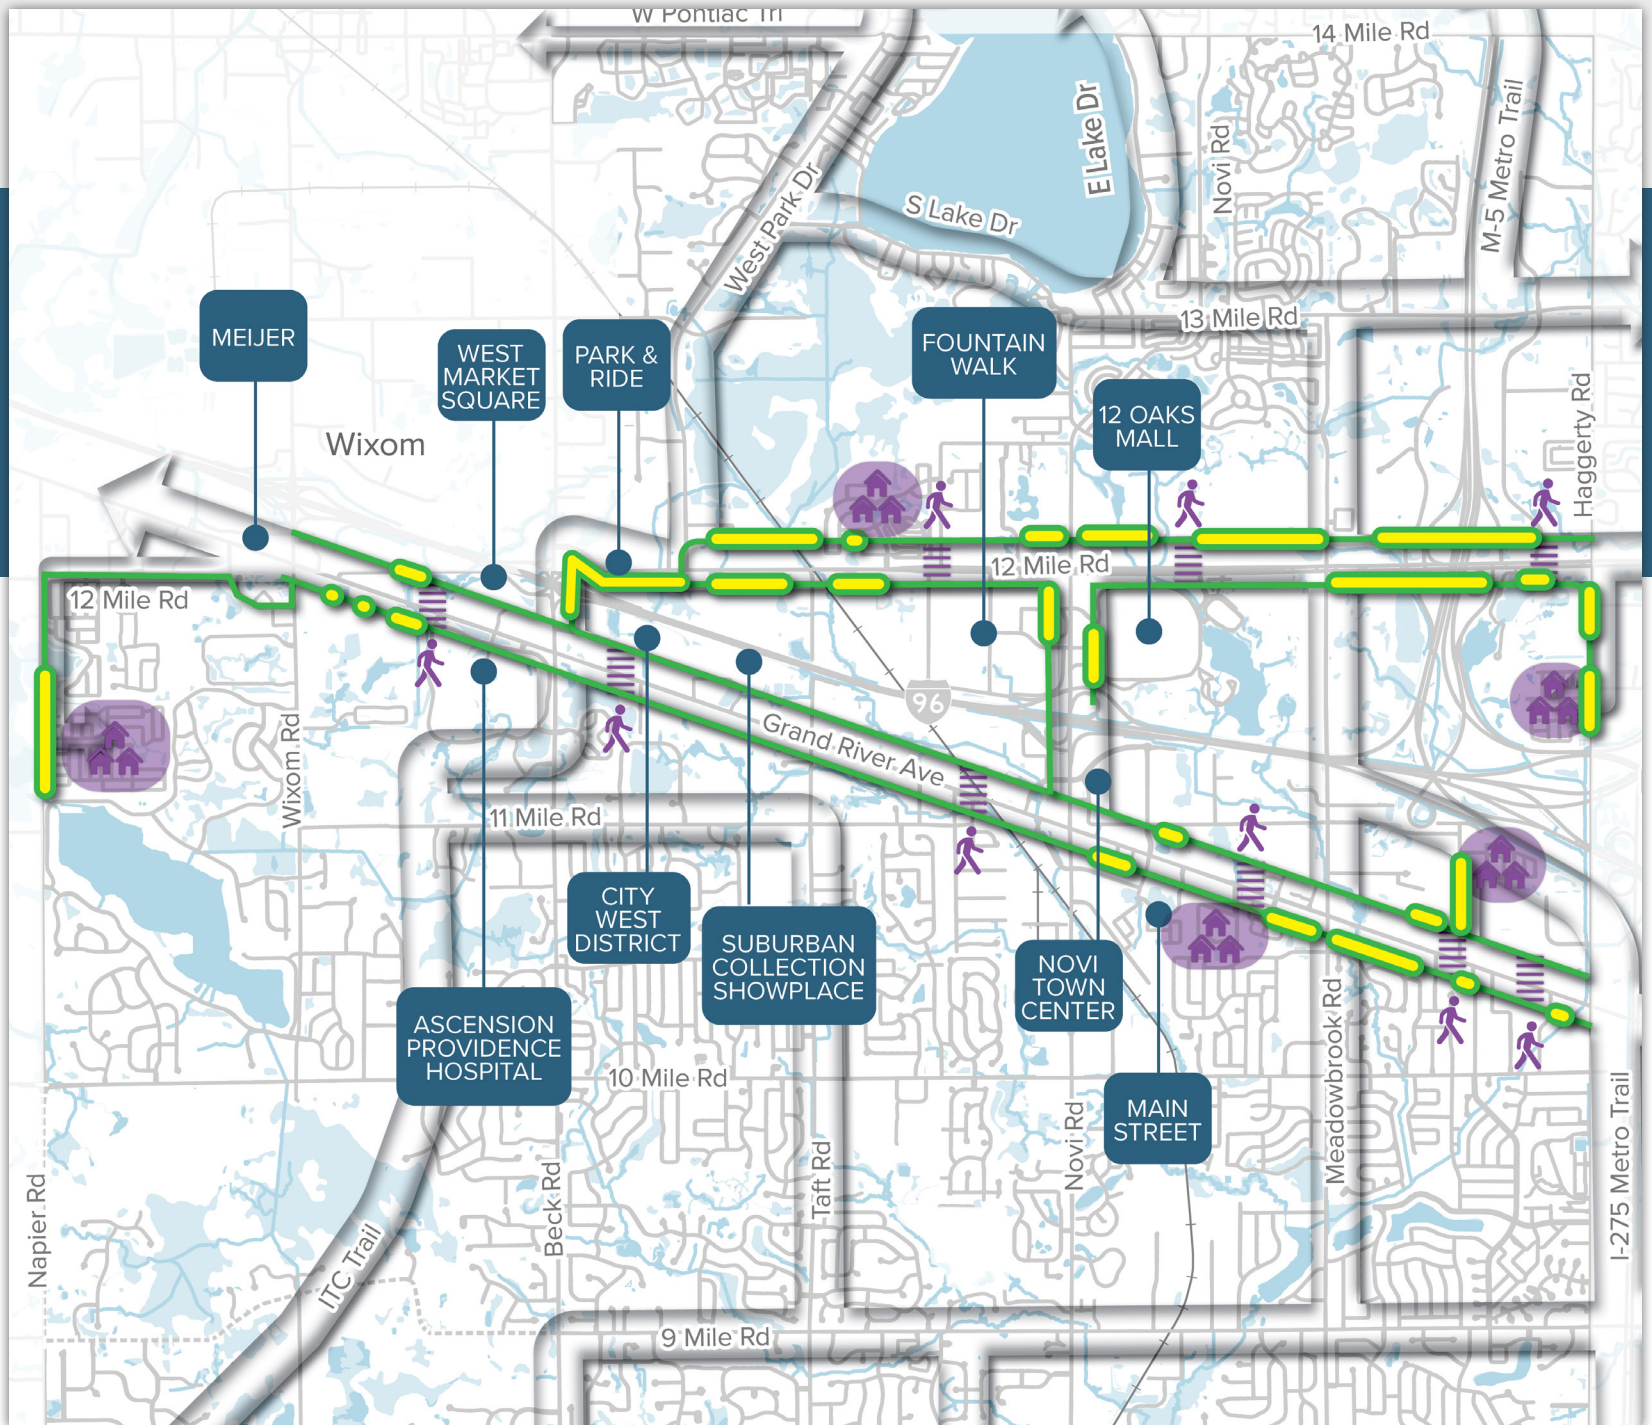 W Pontiac Trl
14 Mile Rd
E Lake Dr
M-5 Metro Trail
Novi Rd
West Park Dr
S Lake Dr
13 Mile Rd
MEIJER
WEST
MARKET
SQUARE
PARK &
RIDE
FOUNTAIN
WALK
12 OAKS
MALL
Haggerty Rd
Wixom
12 Mile Rd
12 Mile Rd
96
Grand River Ave
Wixom Rd
11 Mile Rd
CITY
WEST
DISTRICT
SUBURBAN
COLLECTION
SHOWPLACE
NOVI
TOWN
CENTER
ASCENSION
PROVIDENCE
HOSPITAL
10 Mile Rd
MAIN
STREET
Meadowbrook Rd
I-275 Metro Trail
Novi Rd
Taft Rd
Beck Rd
Napier Rd
ITC Trail
9 Mile Rd